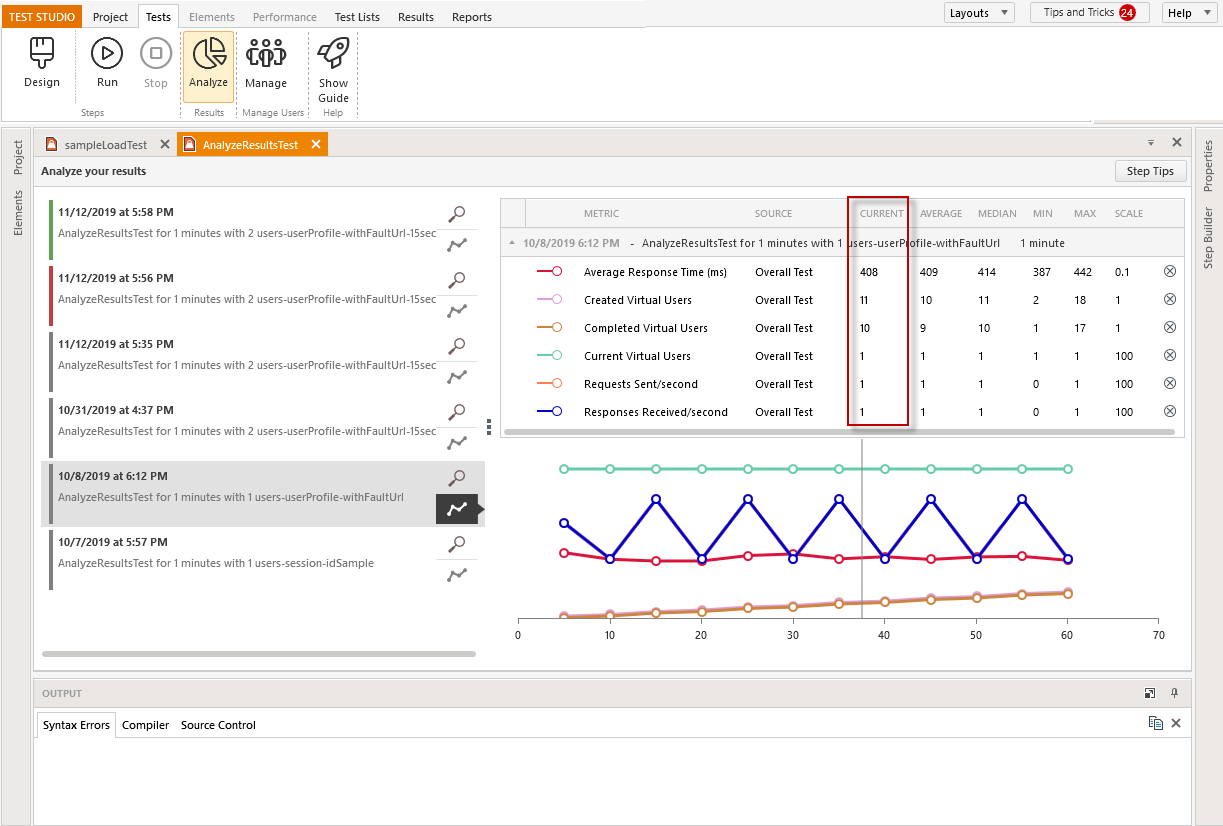 TEST STUDIO Project Tests Elements Performance Test Lists Results Reports Layouts Tips and Tricks 24 Help
Design Run Stop Analyze Manage Show Guide
Steps Results Manage Users Help
Project
Elements
sampleLoadTest AnalyzeResultsTest
Analyze your results Step Tips
Properties
Step Builder
11/12/2019 at 5:58 PM
AnalyzeResultsTest for 1 minutes with 2 users-userProfile-withFaultUrl-15sec
11/12/2019 at 5:56 PM
AnalyzeResultsTest for 1 minutes with 2 users-userProfile-withFaultUrl-15sec
11/12/2019 at 5:35 PM
AnalyzeResultsTest for 1 minutes with 2 users-userProfile-withFaultUrl-15sec
10/31/2019 at 4:37 PM
AnalyzeResultsTest for 1 minutes with 2 users-userProfile-withFaultUrl-15sec
10/8/2019 at 6:12 PM
AnalyzeResultsTest for 1 minutes with 1 users-userProfile-withFaultUrl
10/7/2019 at 5:57 PM
AnalyzeResultsTest for 1 minutes with 1 users-session-idSample
METRIC SOURCE CURRENT AVERAGE MEDIAN MIN MAX SCALE
10/8/2019 6:12 PM - AnalyzeResultsTest for 1 minutes with 1 users-userProfile-withFaultUrl 1 minute
Average Response Time (ms) Overall Test 408 409 414 387 442 0.1
Created Virtual Users Overall Test 11 10 11 2 18 1
Completed Virtual Users Overall Test 10 9 10 1 17 1
Current Virtual Users Overall Test 1 1 1 1 1 100
Requests Sent/second Overall Test 1 1 1 0 1 100
Responses Received/second Overall Test 1 1 1 0 1 100
0 10 20 30 40 50 60 70
OUTPUT
Syntax Errors Compiler Source Control